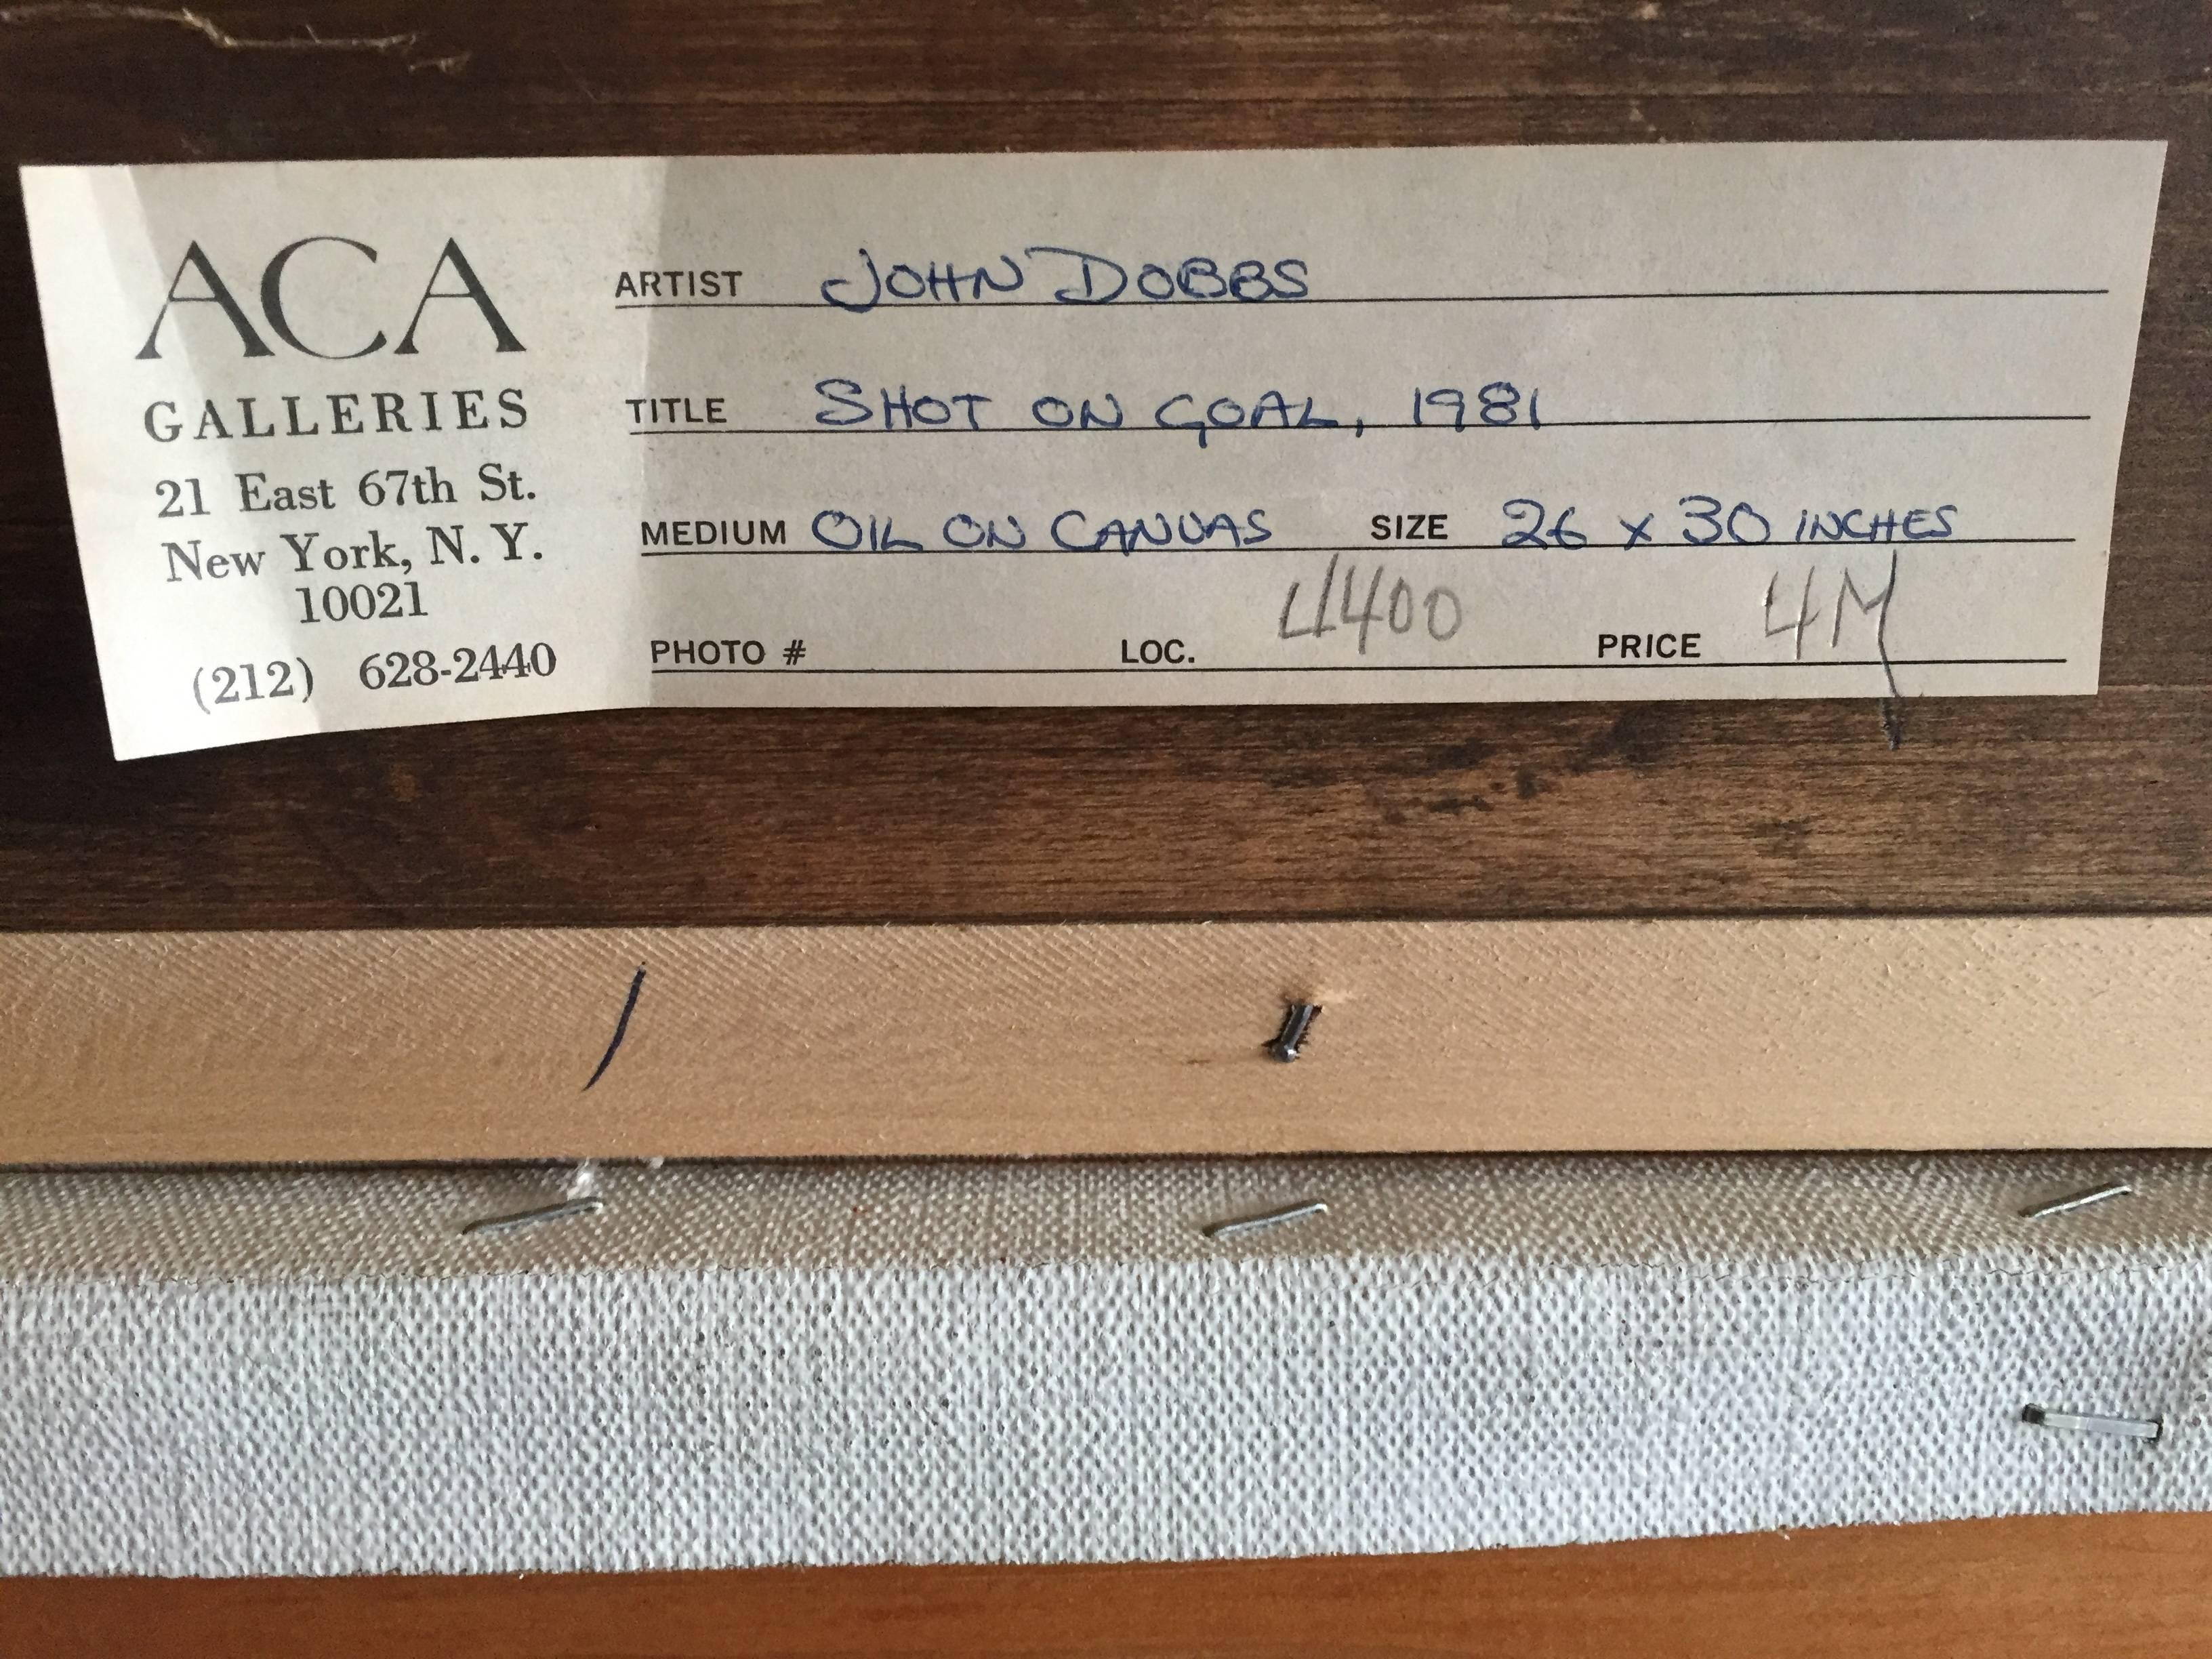 ACA
GALLERIES
21 East 67th St.
New York, N. Y.
10021
(212) 628-2440
ARTIST JOHN DOBBS
TITLE SHOT ON GOAL, 1981
MEDIUM OIL ON CANVAS SIZE 26 x 30 INCHES
PHOTO # LOC. 4400 PRICE 4M